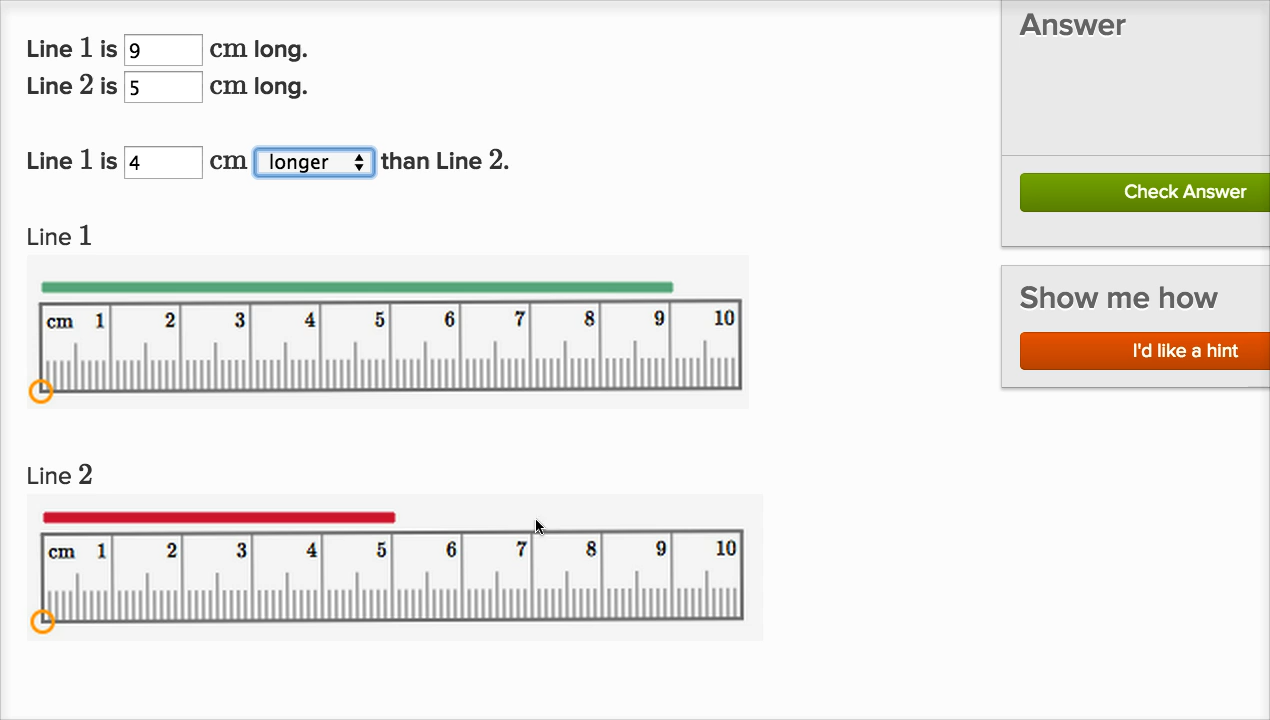 Line 1 is 9 cm long.
Line 2 is 5 cm long.
Line 1 is 4 cm longer than Line 2.
Line 1
cm 1 2 3 4 5 6 7 8 9 10
Line 2
cm 1 2 3 4 5 6 7 8 9 10
Answer
Check Answer
Show me how
I'd like a hint